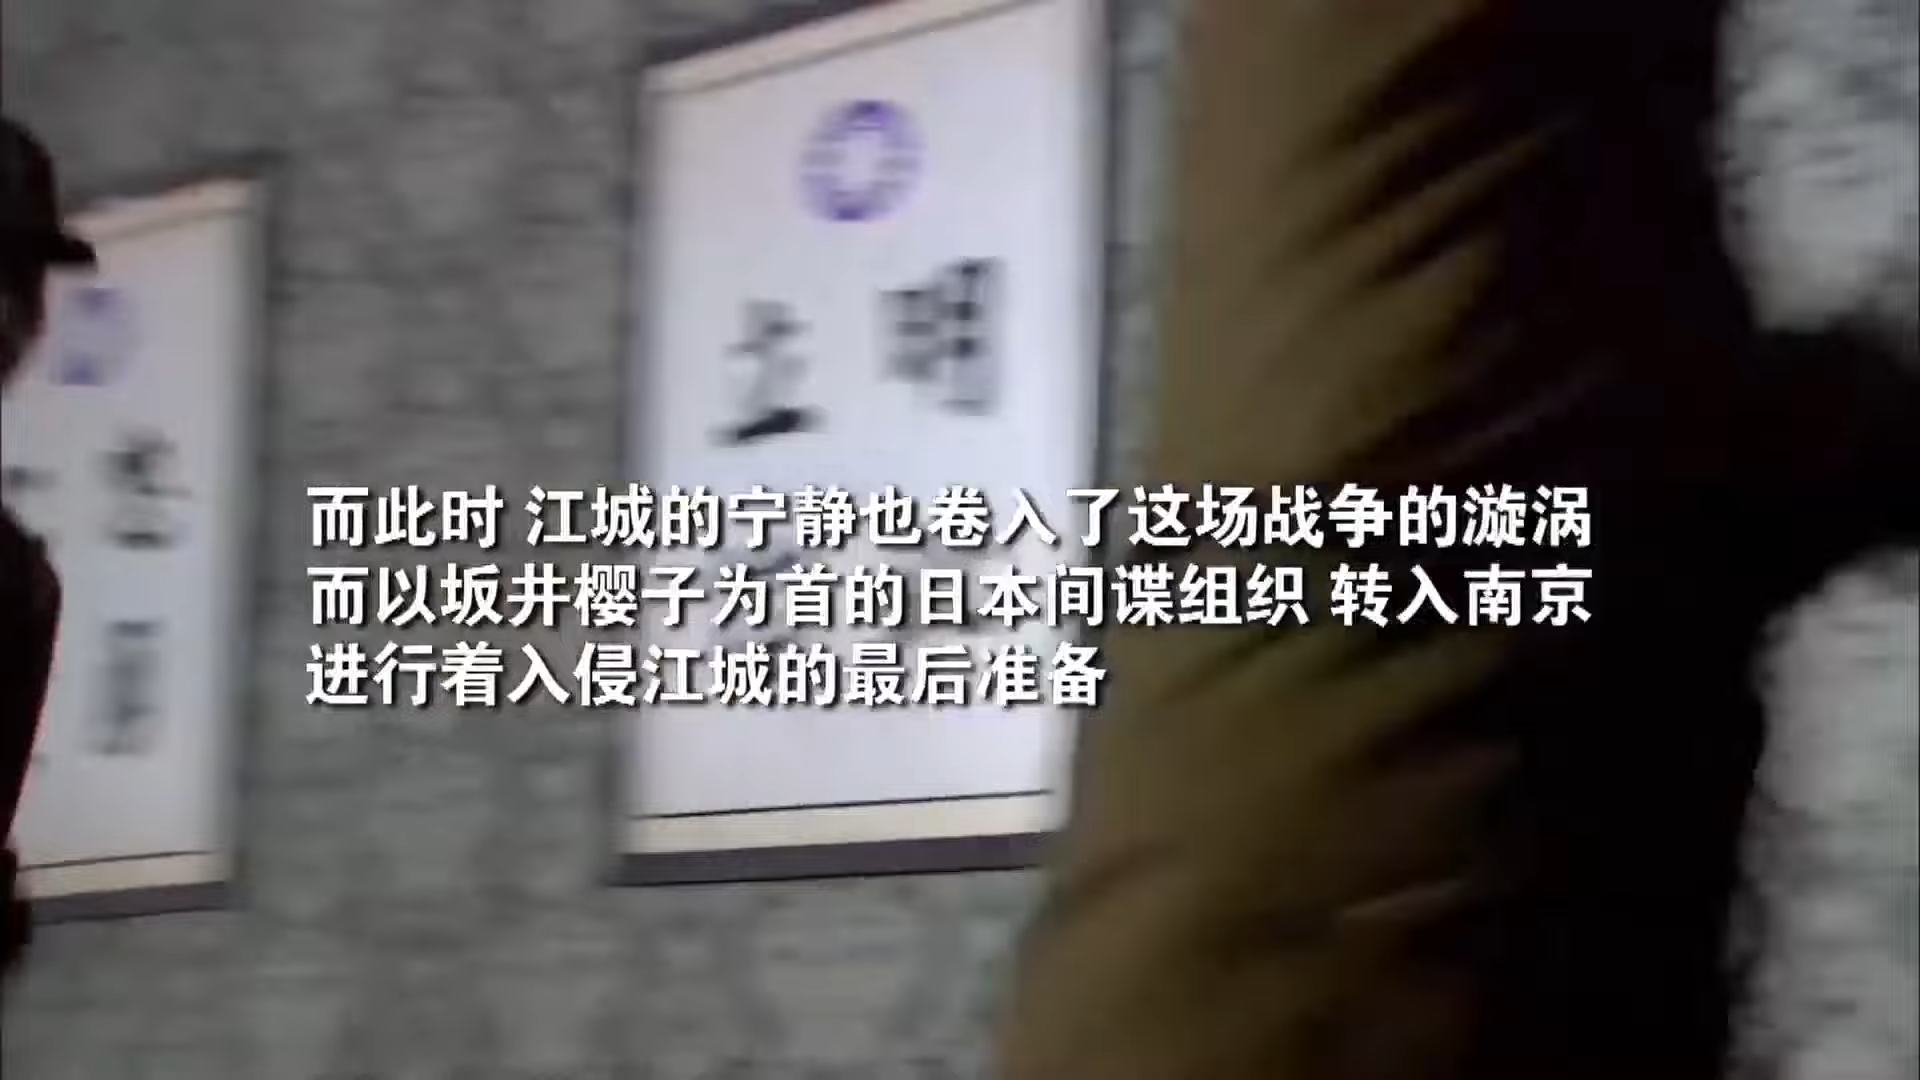 而此时 江城的宁静也卷入了这场战争的漩涡
而以坂井樱子为首的日本间谍组织 转入南京
进行着入侵江城的最后准备